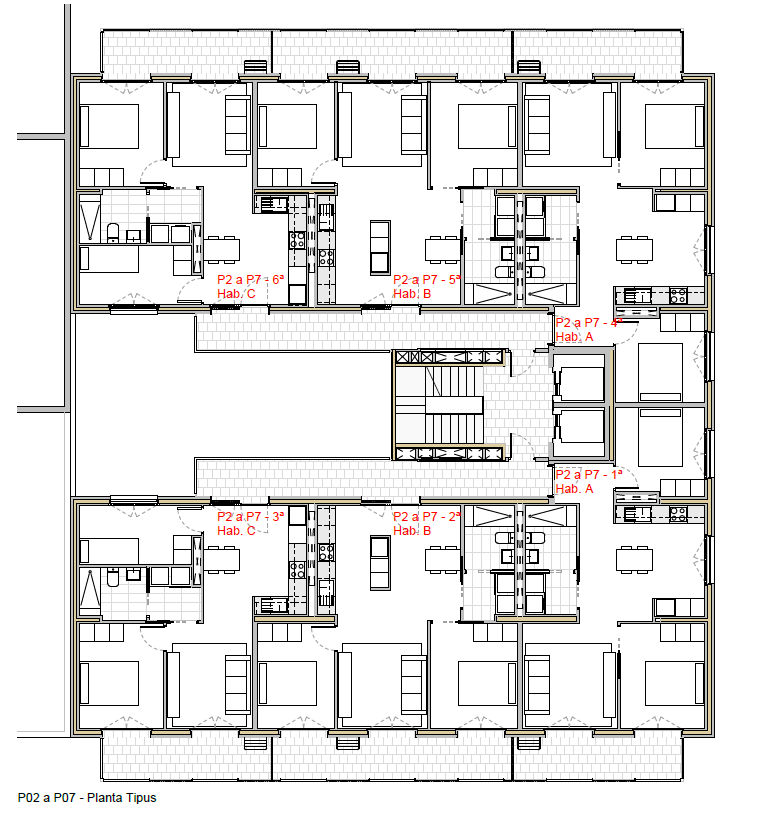 P2 a P7 - 6ª
Hab. C
P2 a P7 - 5ª
Hab. B
P2 a P7 - 4ª
Hab. A
P2 a P7 - 1ª
Hab. A
P2 a P7 - 3ª
Hab. C
P2 a P7 - 2ª
Hab. B
P02 a P07 - Planta Tipus